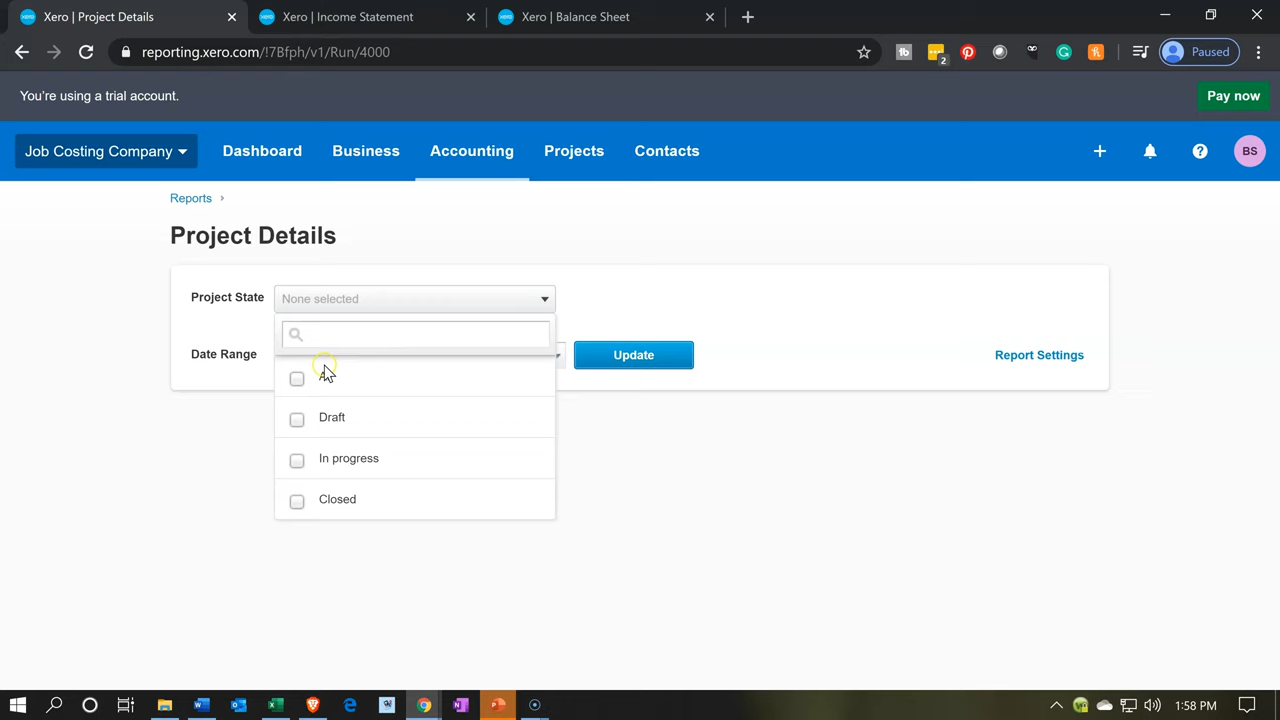 Xero | Project Details
Xero | Income Statement
Xero | Balance Sheet
reporting.xero.com/!7Bfph/v1/Run/4000
2
Paused
You're using a trial account.
Pay now
Job Costing Company
Dashboard
Business
Accounting
Projects
Contacts
BS
Reports
Project Details
Project State
None selected
Date Range
Update
Report Settings
Draft
In progress
Closed
1:58 PM